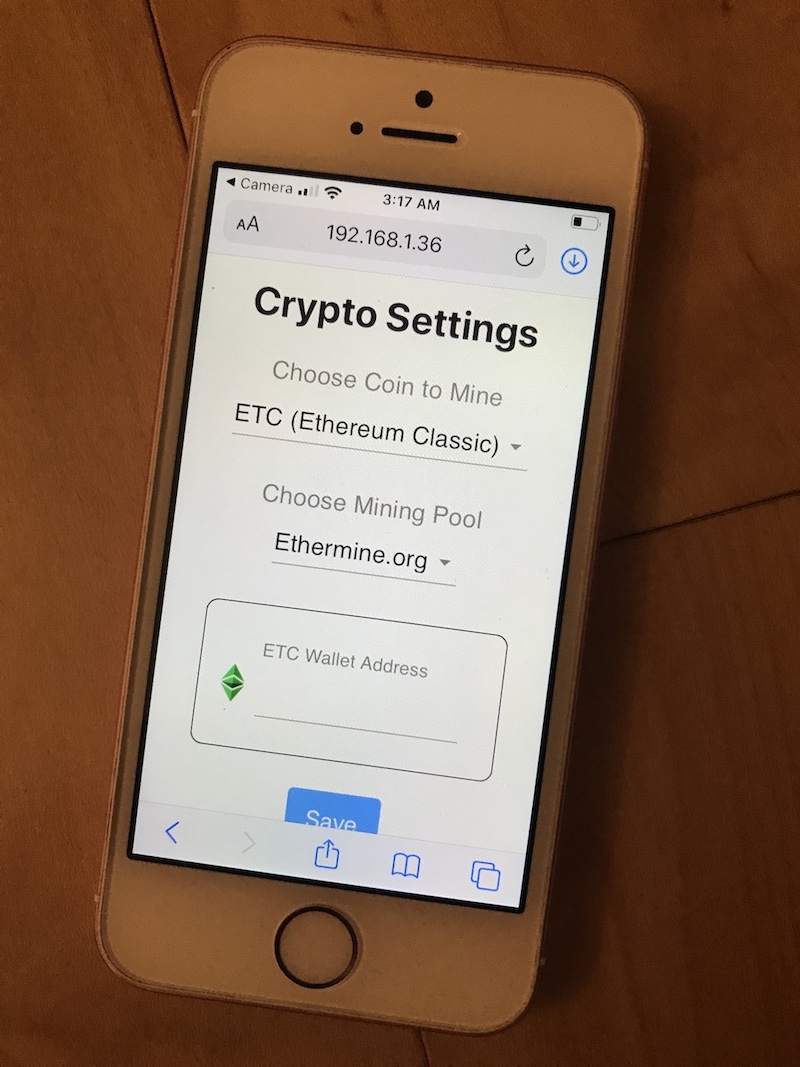 Camera
3:17 AM
AA 192.168.1.36
Crypto Settings
Choose Coin to Mine
ETC (Ethereum Classic)
Choose Mining Pool
Ethermine.org
ETC Wallet Address
Save